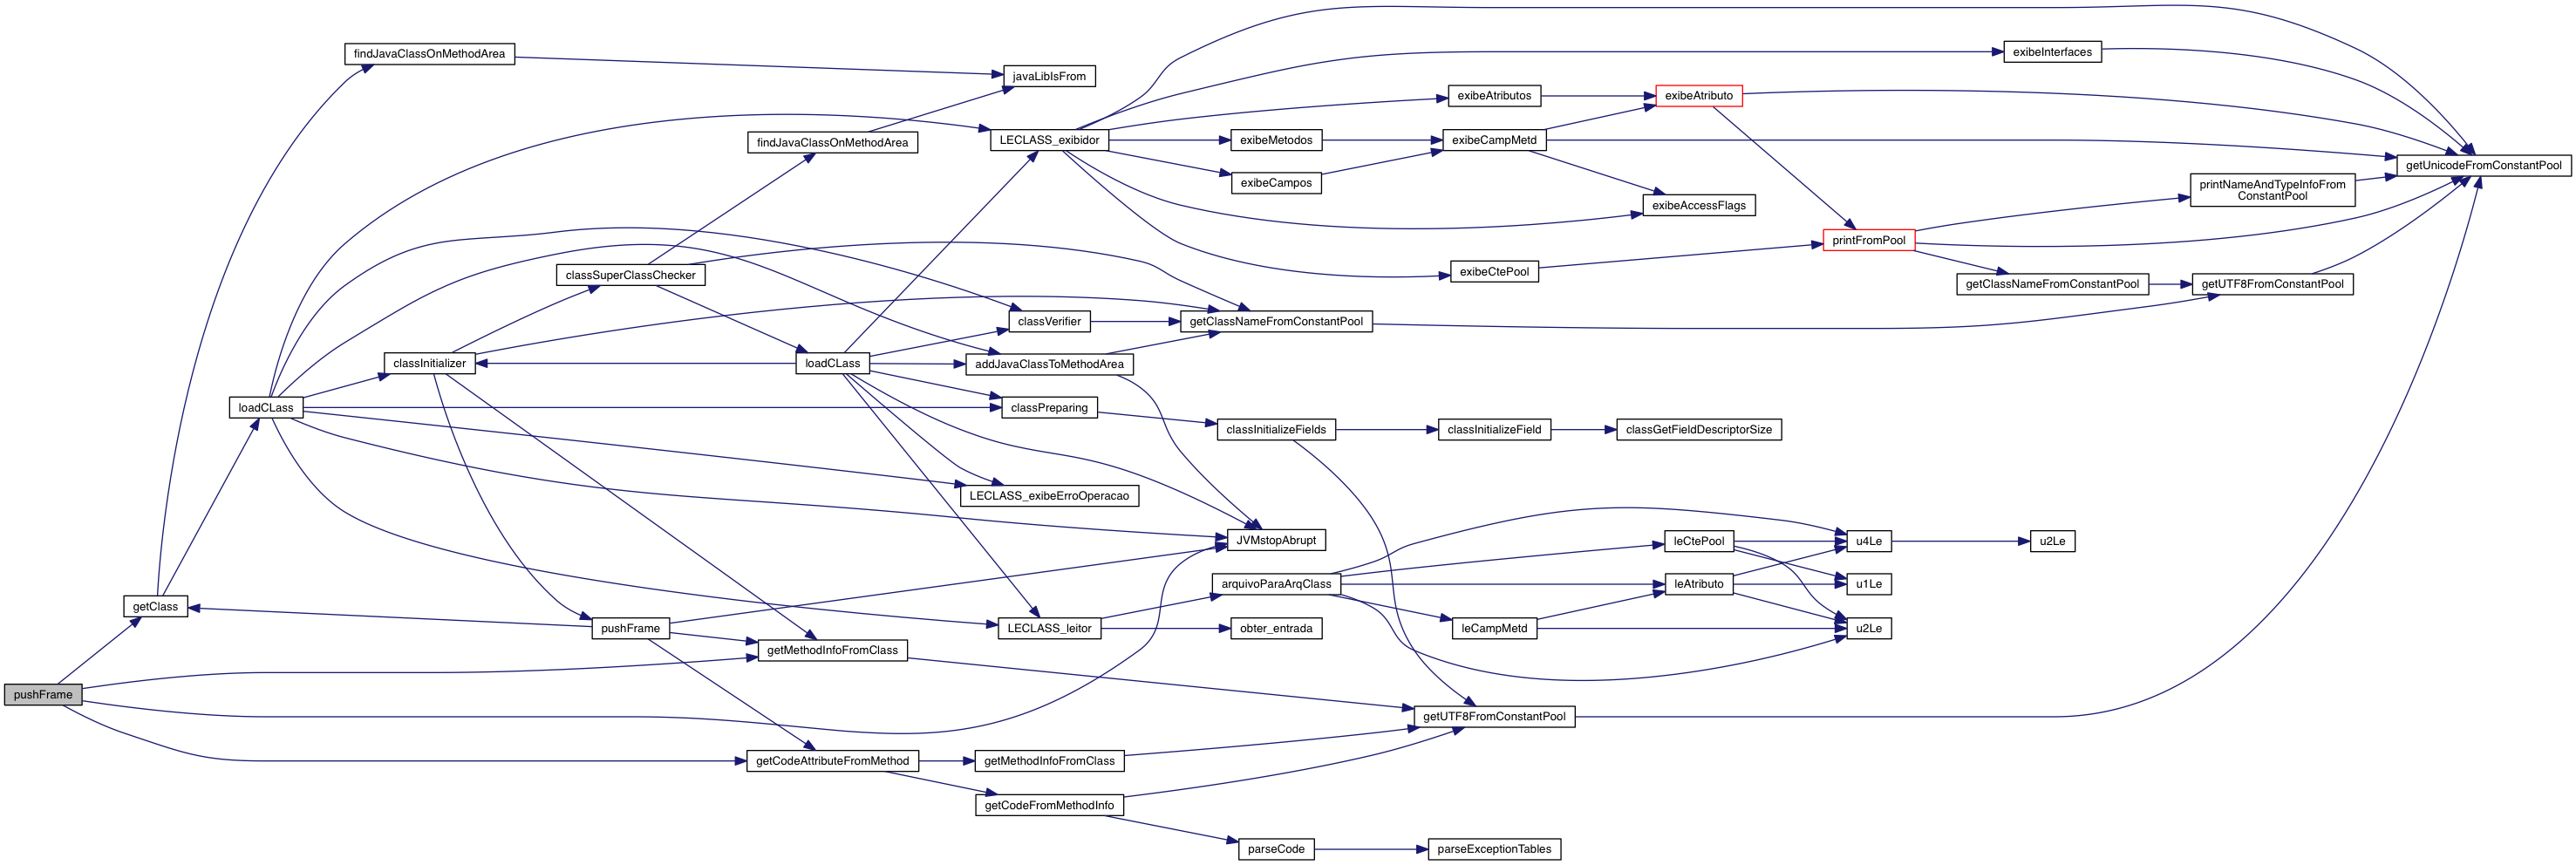 findJavaClassOnMethodArea
javaLibIsFrom
exibeInterfaces
exibeAtributos
exibeAtributo
findJavaClassOnMethodArea
LECLASS_exibidor
exibeMetodos
exibeCampMetd
getUnicodeFromConstantPool
exibeCampos
printNameAndTypeInfoFrom
ConstantPool
exibeAccessFlags
printFromPool
classSuperClassChecker
exibeCtePool
getClassNameFromConstantPool
getUTF8FromConstantPool
classVerifier
getClassNameFromConstantPool
classInitializer
loadCLass
addJavaClassToMethodArea
loadCLass
classPreparing
classInitializeFields
classInitializeField
classGetFieldDescriptorSize
LECLASS_exibeErroOperacao
JVMstopAbrupt
leCtePool
u4Le
u2Le
arquivoParaArqClass
leAtributo
u1Le
getClass
pushFrame
LECLASS_leitor
obter_entrada
leCampMetd
u2Le
getMethodInfoFromClass
pushFrame
getUTF8FromConstantPool
getCodeAttributeFromMethod
getMethodInfoFromClass
getCodeFromMethodInfo
parseCode
parseExceptionTables